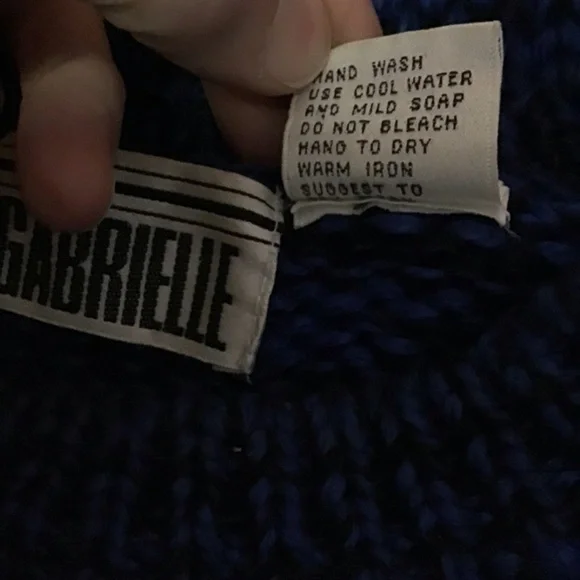 GABRIELLE
HAND WASH
USE COOL WATER
AND MILD SOAP
DO NOT BLEACH
HANG TO DRY
WARM IRON
SUGGEST TO